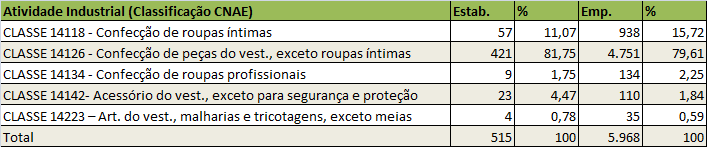 Atividade Industrial (Classificação CNAE) Estab. % Emp. %
CLASSE 14118 - Confecção de roupas íntimas 57 11,07 938 15,72
CLASSE 14126 - Confecção de peças do vest., exceto roupas íntimas 421 81,75 4.751 79,61
CLASSE 14134 - Confecção de roupas profissionais 9 1,75 134 2,25
CLASSE 14142- Acessório do vest., exceto para segurança e proteção 23 4,47 110 1,84
CLASSE 14223 – Art. do vest., malharias e tricotagens, exceto meias 4 0,78 35 0,59
Total 515 100 5.968 100